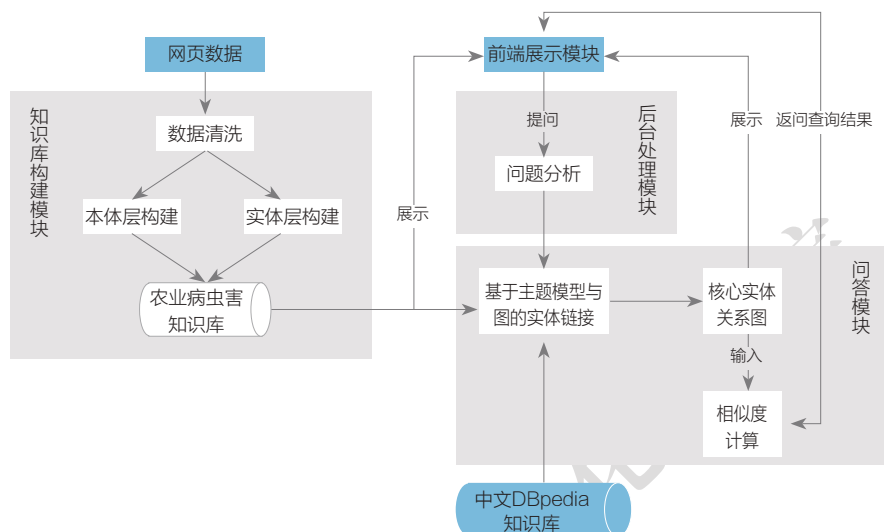 网页数据
前端展示模块
知识库构建模块
数据清洗
本体层构建
实体层构建
农业病虫害
知识库
展示
提问
问题分析
后台处理模块
展示
返问查询结果
基于主题模型与
图的实体链接
核心实体
关系图
输入
相似度
计算
问答模块
中文DBpedia
知识库